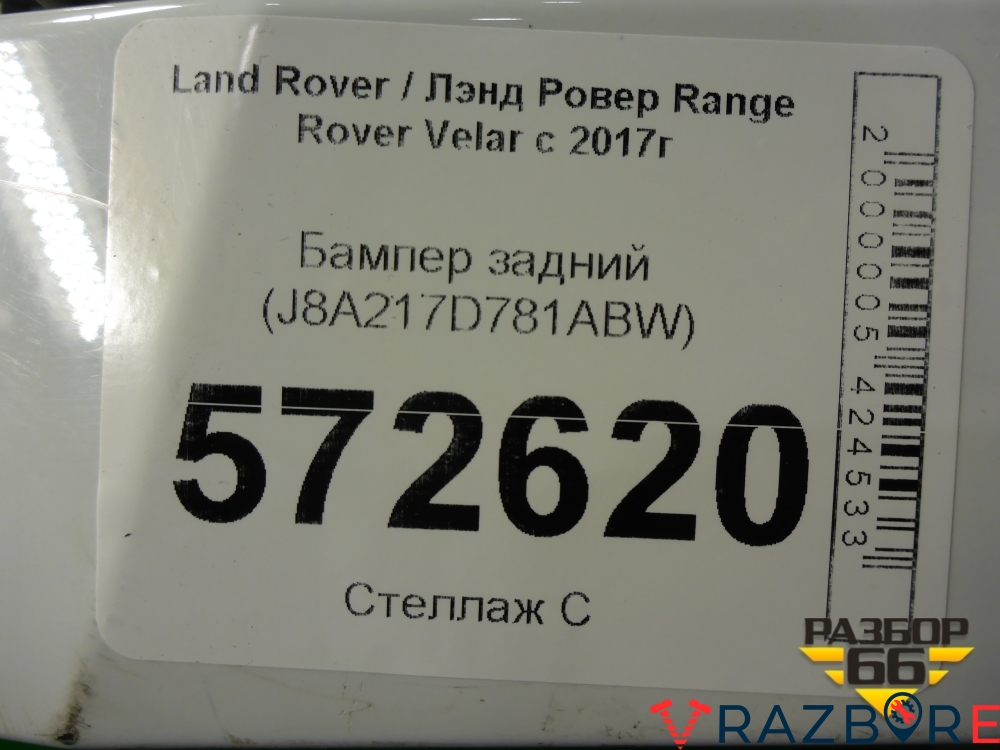 Land Rover / Лэнд Ровер Range
Rover Velar с 2017г
Бампер задний
(J8A217D781ABW)
572620
Стеллаж С
2000005424533
РАЗБОР
66
RAZBORE